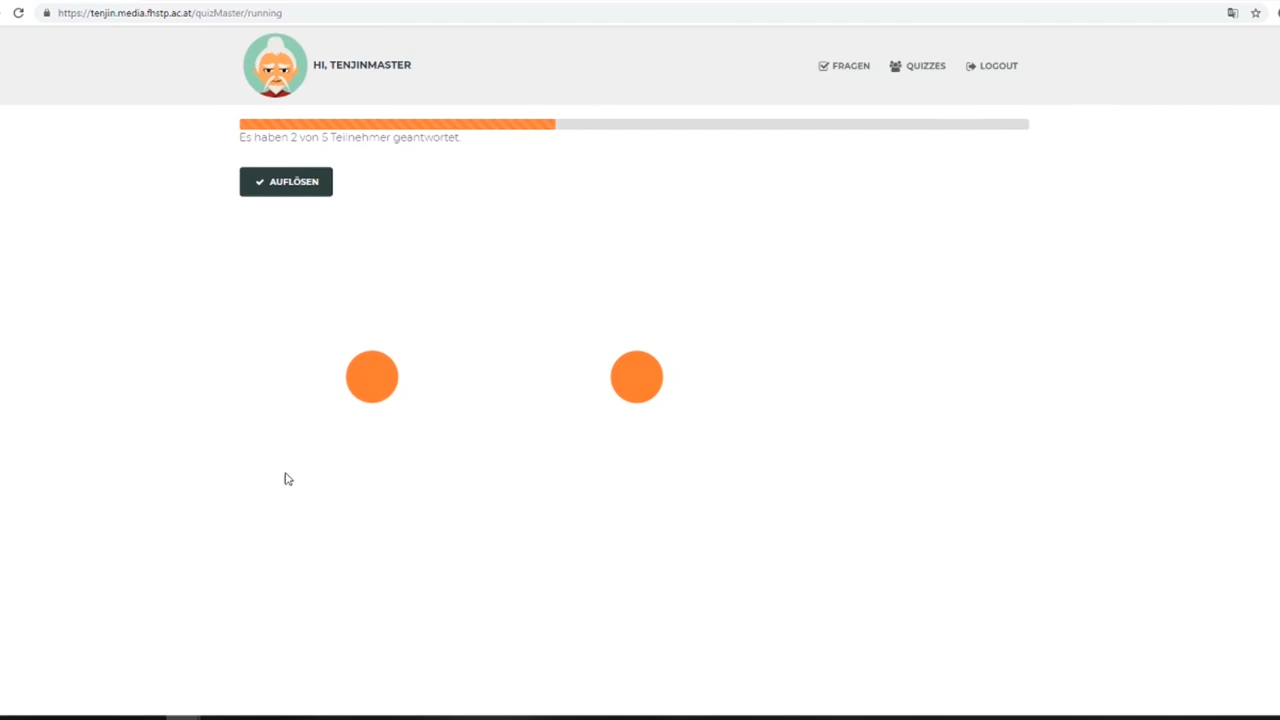 https://tenjin.media.fhstp.ac.at/quizMaster/running
HI, TENJINMASTER
FRAGEN
QUIZZES
LOGOUT
Es haben 2 von 5 Teilnehmer geantwortet.
AUFLÖSEN